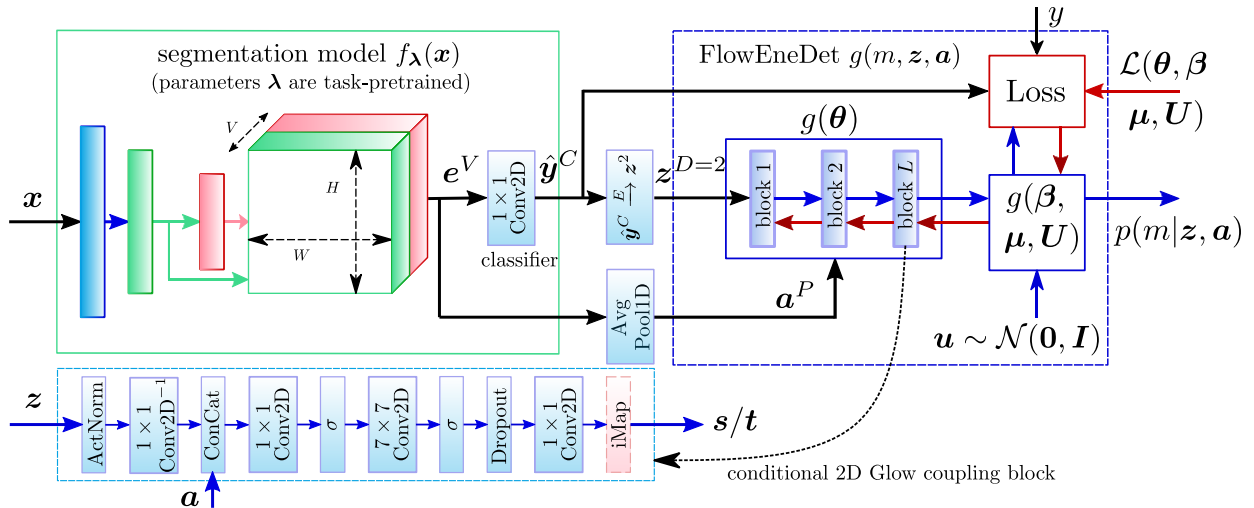 segmentation model f_λ(x)
(parameters λ are task-pretrained)
V
H
W
x
e^V
1 × 1
Conv2D
classifier
ŷ^C
ŷ^C —E→ z^2
z^{D=2}
Avg
Pool1D
a^P
FlowEneDet g(m, z, a)
g(θ)
block 1
block 2
block L
y
Loss
L(θ, β
μ, U)
g(β,
μ, U)
p(m|z, a)
u ∼ N(0, I)
z
ActNorm
1 × 1
Conv2D^{−1}
ConCat
a
1 × 1
Conv2D
σ
7 × 7
Conv2D
σ
Dropout
1 × 1
Conv2D
iMap
s/t
conditional 2D Glow coupling block